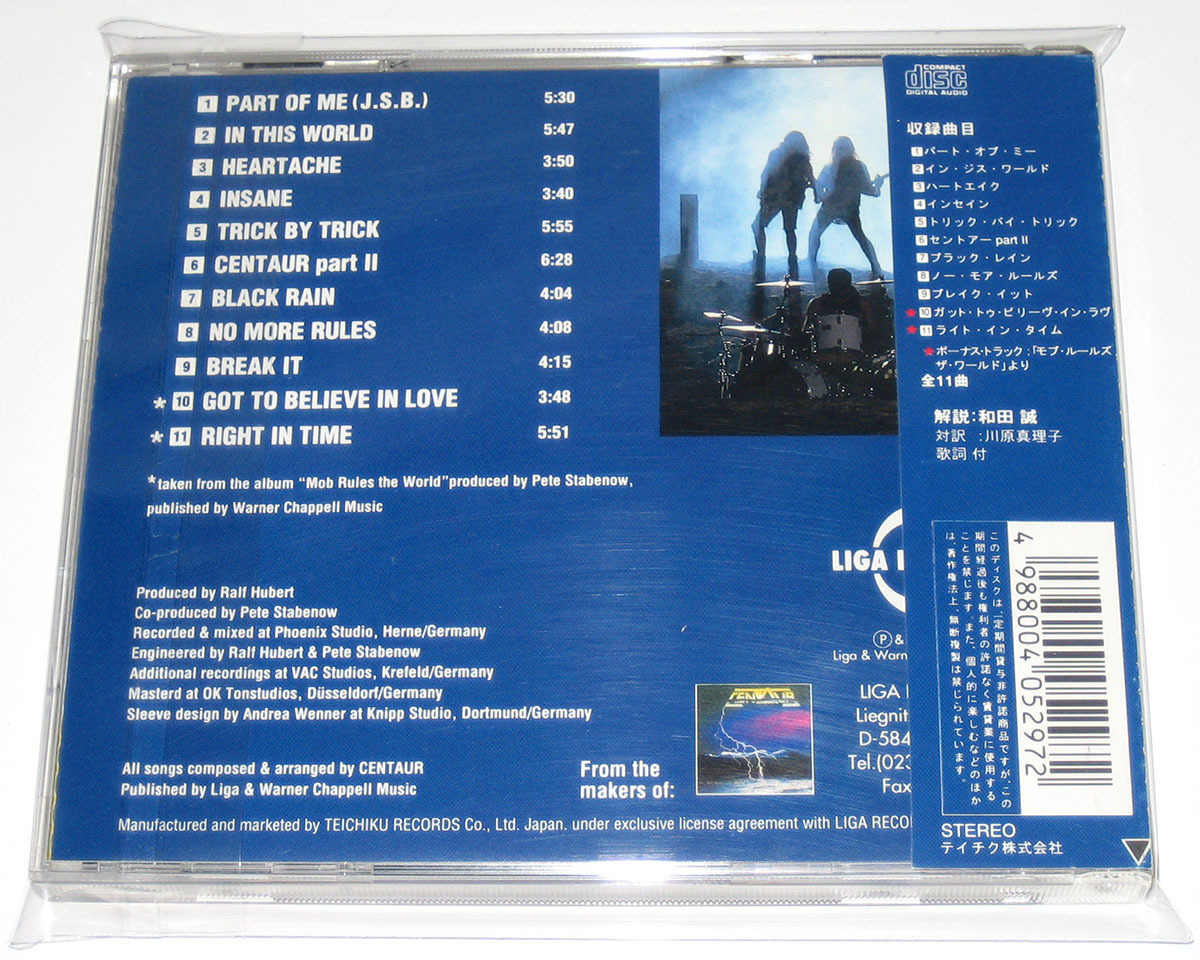 1 PART OF ME (J.S.B.) 5:30
2 IN THIS WORLD 5:47
3 HEARTACHE 3:50
4 INSANE 3:40
5 TRICK BY TRICK 5:55
6 CENTAUR part II 6:28
7 BLACK RAIN 4:04
8 NO MORE RULES 4:08
9 BREAK IT 4:15
* 10 GOT TO BELIEVE IN LOVE 3:48
* 11 RIGHT IN TIME 5:51
*taken from the album "Mob Rules the World"produced by Pete Stabenow,
published by Warner Chappell Music
Produced by Ralf Hubert
Co-produced by Pete Stabenow
Recorded & mixed at Phoenix Studio, Herne/Germany
Engineered by Ralf Hubert & Pete Stabenow
Additional recordings at VAC Studios, Krefeld/Germany
Masterd at OK Tonstudios, Düsseldorf/Germany
Sleeve design by Andrea Wenner at Knipp Studio, Dortmund/Germany
All songs composed & arranged by CENTAUR
Published by Liga & Warner Chappell Music
From the
makers of:
CENTAUR
Manufactured and marketed by TEICHIKU RECORDS Co., Ltd. Japan. under exclusive license agreement with LIGA RECO
LIGA
Ⓟ &
Liga & Warn
LIGA
Liegnit
D-584
Tel.(023
Fax
COMPACT
disc
DIGITAL AUDIO
収録曲目
1 パート・オブ・ミー
2 イン・ジス・ワールド
3 ハートエイク
4 インセイン
5 トリック・バイ・トリック
6 セントアー part II
7 ブラック・レイン
8 ノー・モア・ルールズ
9 ブレイク・イット
★10 ガット・トゥ・ビリーヴ・イン・ラヴ
★11 ライト・イン・タイム
★ボーナス・トラック:「モブ・ルールズ
ザ・ワールド」より
全11曲
解説:和田 誠
対訳 :川原真理子
歌詞 付
このディスクは、一定期間貸与非許諾商品ですが、この
期間経過後も権利者の許諾なく賃貸業に使用する
ことを禁じます。また、個人的に楽しむなどのほか
は、著作権法上、無断複製は禁じられています。
4 988004 052972
STEREO
テイチク株式会社